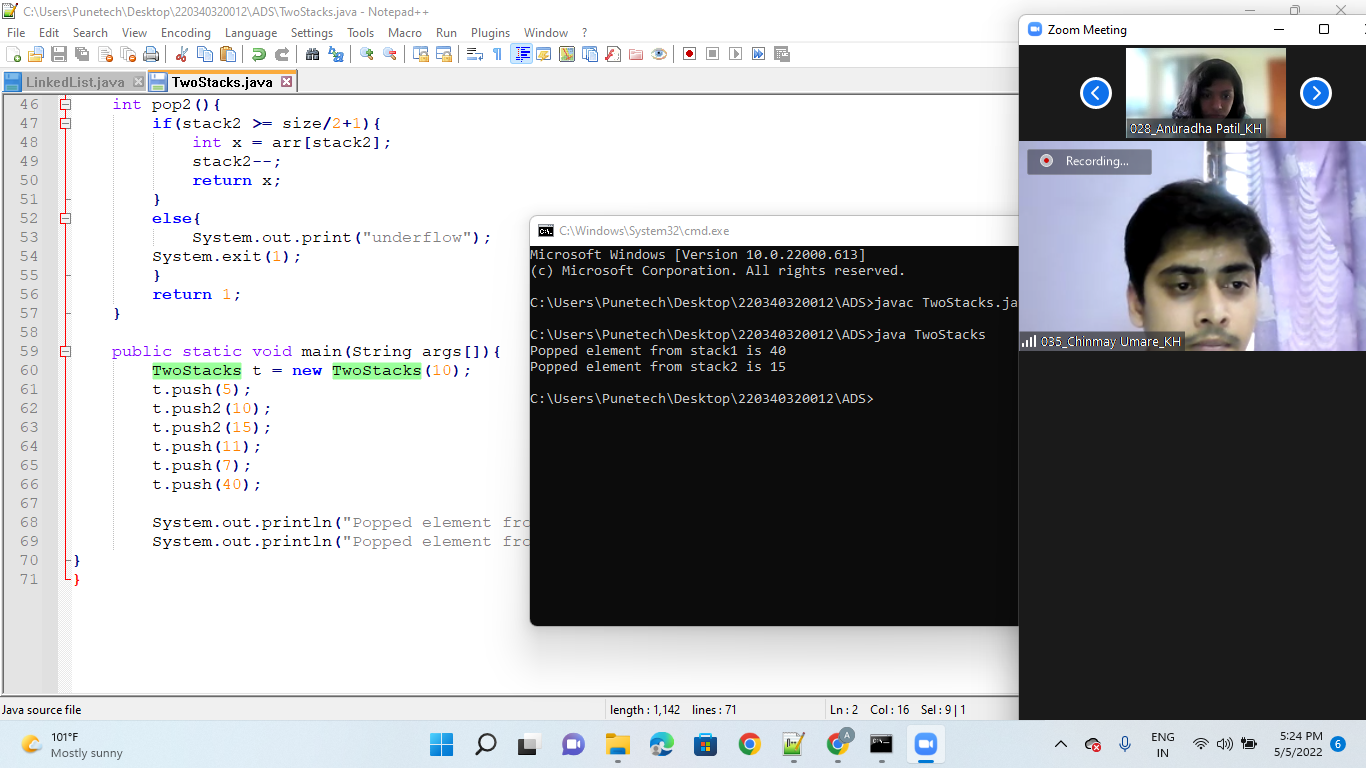 C:\Users\Punetech\Desktop\220340320012\ADS\TwoStacks.java - Notepad++
File Edit Search View Encoding Language Settings Tools Macro Run Plugins Window ?
LinkedList.java TwoStacks.java
46 int pop2(){
47 if(stack2 >= size/2+1){
48 int x = arr[stack2];
49 stack2--;
50 return x;
51 }
52 else{
53 System.out.print("underflow");
54 System.exit(1);
55 }
56 return 1;
57 }
58
59 public static void main(String args[]){
60 TwoStacks t = new TwoStacks(10);
61 t.push(5);
62 t.push2(10);
63 t.push2(15);
64 t.push(11);
65 t.push(7);
66 t.push(40);
67
68 System.out.println("Popped element fro
69 System.out.println("Popped element fro
70 }
71 }
C:\Windows\System32\cmd.exe
Microsoft Windows [Version 10.0.22000.613]
(c) Microsoft Corporation. All rights reserved.
C:\Users\Punetech\Desktop\220340320012\ADS>javac TwoStacks.ja
C:\Users\Punetech\Desktop\220340320012\ADS>java TwoStacks
Popped element from stack1 is 40
Popped element from stack2 is 15
C:\Users\Punetech\Desktop\220340320012\ADS>
Zoom Meeting
028_Anuradha Patil_KH
Recording...
035_Chinmay Umare_KH
Java source file length : 1,142 lines : 71 Ln : 2 Col : 16 Sel : 9 | 1
101°F
Mostly sunny
A
ENG
IN
5:24 PM
5/5/2022
6